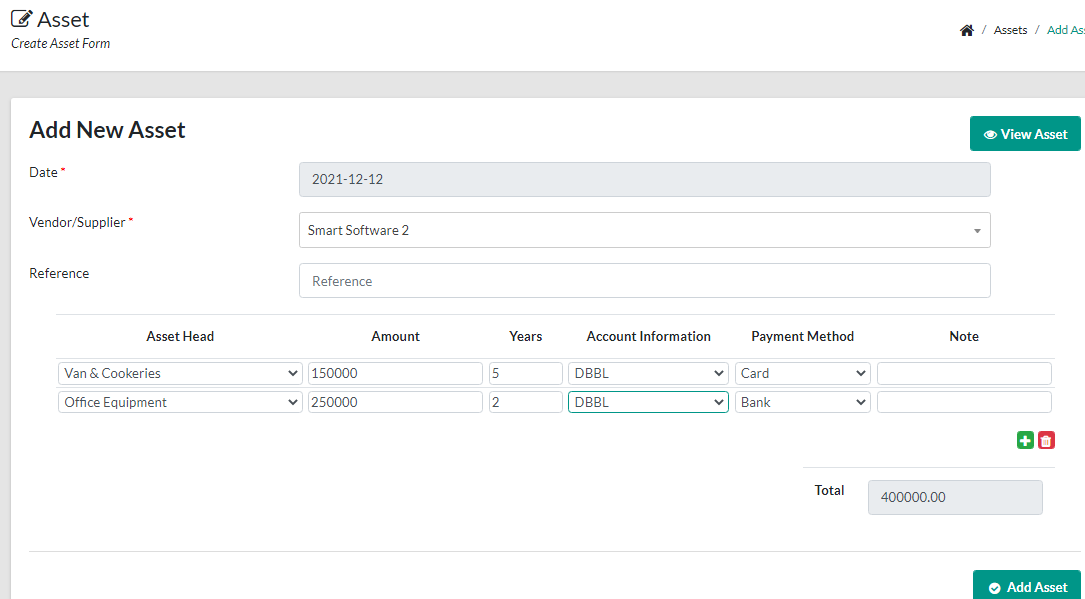 Asset
Create Asset Form
/ Assets / Add As
Add New Asset
View Asset
Date *
2021-12-12
Vendor/Supplier *
Smart Software 2
Reference
Reference
Asset Head Amount Years Account Information Payment Method Note
Van & Cookeries 150000 5 DBBL Card
Office Equipment 250000 2 DBBL Bank
Total 400000.00
Add Asset